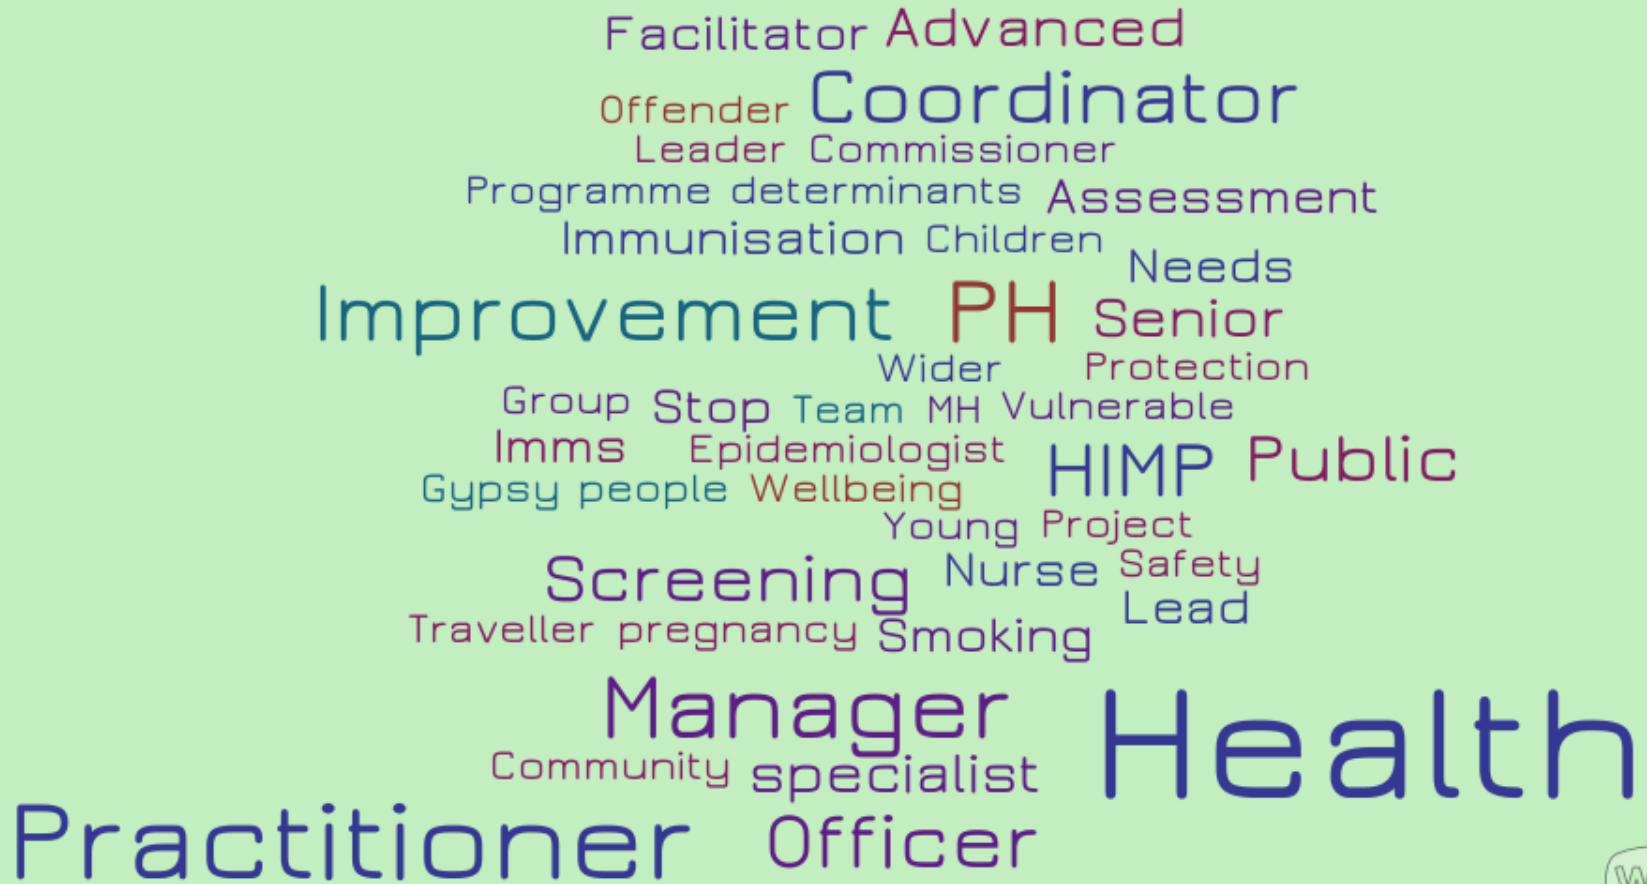 Facilitator Advanced
Offender Coordinator
Leader Commissioner
Programme determinants Assessment
Immunisation Children
Needs
Improvement PH Senior
Wider Protection
Group Stop Team MH Vulnerable
Imms Epidemiologist HIMP Public
Gypsy people Wellbeing
Young Project
Screening Nurse Safety
Lead
Traveller pregnancy Smoking
Manager Health
Community specialist
Practitioner Officer